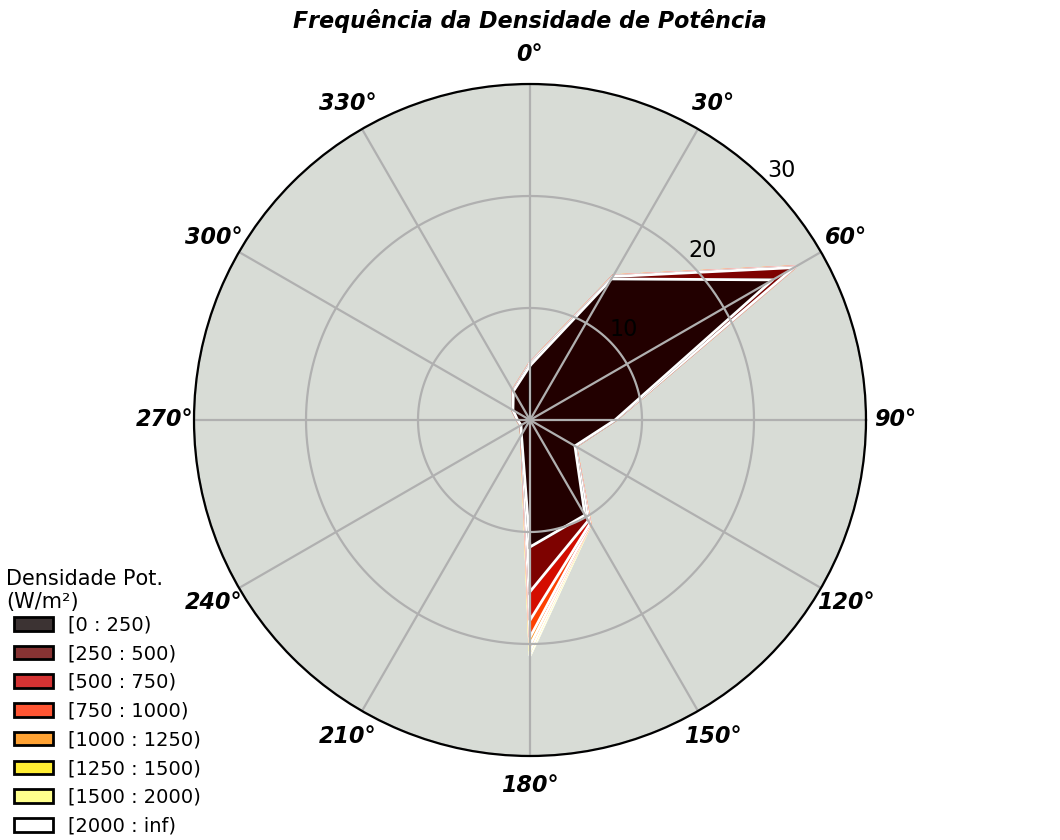 Frequência da Densidade de Potência
0°
330°
30°
30
300°
60°
20
10
270°
90°
240°
120°
210°
150°
180°
Densidade Pot.
(W/m²)
[0 : 250)
[250 : 500)
[500 : 750)
[750 : 1000)
[1000 : 1250)
[1250 : 1500)
[1500 : 2000)
[2000 : inf)